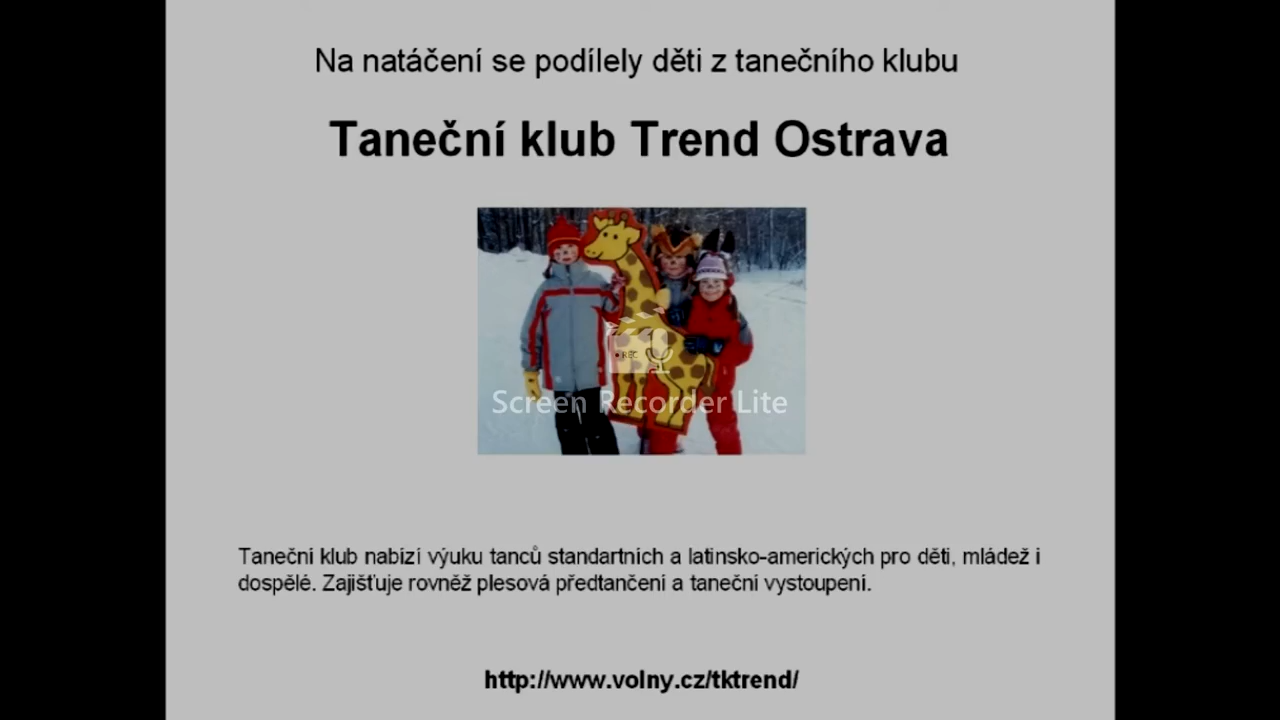 Na natáčení se podílely děti z tanečního klubu
Taneční klub Trend Ostrava
REC
Screen Recorder Lite
Taneční klub nabízí výuku tanců standartních a latinsko-amerických pro děti, mládež i
dospělé. Zajišťuje rovněž plesová předtančení a taneční vystoupení.
http://www.volny.cz/tktrend/